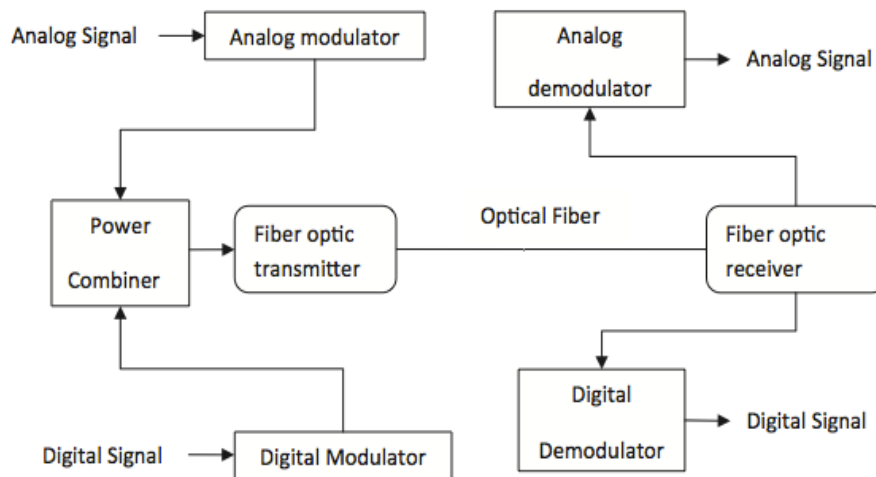 Analog Signal
Analog modulator
Analog
demodulator
Analog Signal
Power
Combiner
Fiber optic
transmitter
Optical Fiber
Fiber optic
receiver
Digital Signal
Digital Modulator
Digital
Demodulator
Digital Signal